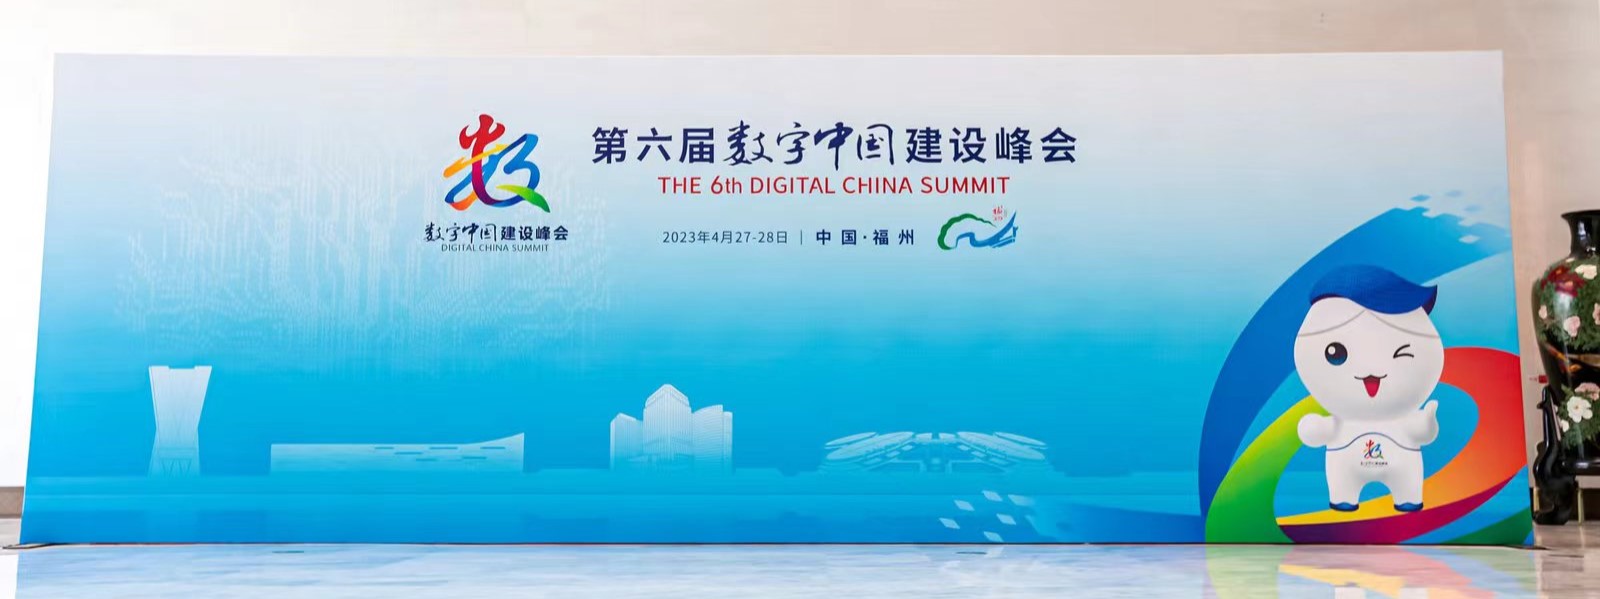 第六届数字中国建设峰会
THE 6th DIGITAL CHINA SUMMIT
2023年4月27-28日 | 中国·福州
数
数字中国建设峰会
DIGITAL CHINA SUMMIT
数